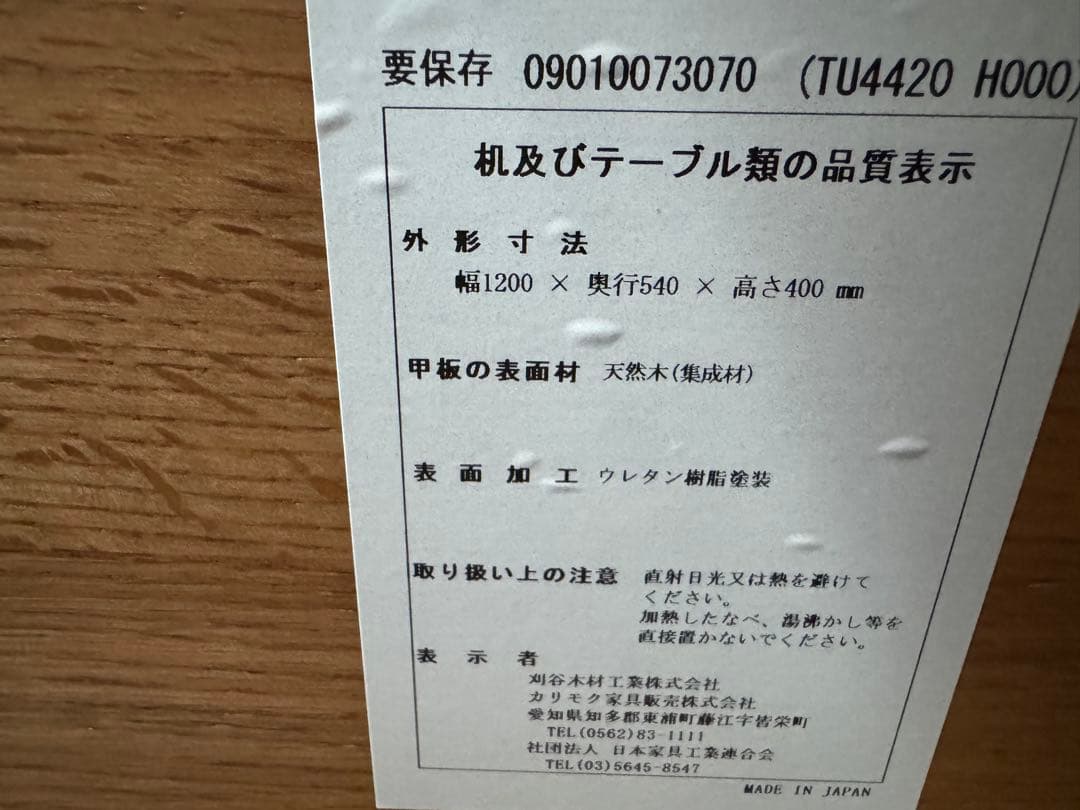 要保存 09010073070 (TU4420 H000)
机及びテーブル類の品質表示
外形寸法
幅1200 × 奥行540 × 高さ400 mm
甲板の表面材 天然木(集成材)
表面加工 ウレタン樹脂塗装
取り扱い上の注意 直射日光又は熱を避けて
ください。
加熱したなべ、湯沸かし等を
直接置かないでください。
表示者
刈谷木材工業株式会社
カリモク家具販売株式会社
愛知県知多郡東浦町藤江字皆栄町
TEL(0562)83-1111
社団法人 日本家具工業連合会
TEL(03)5645-8547
MADE IN JAPAN